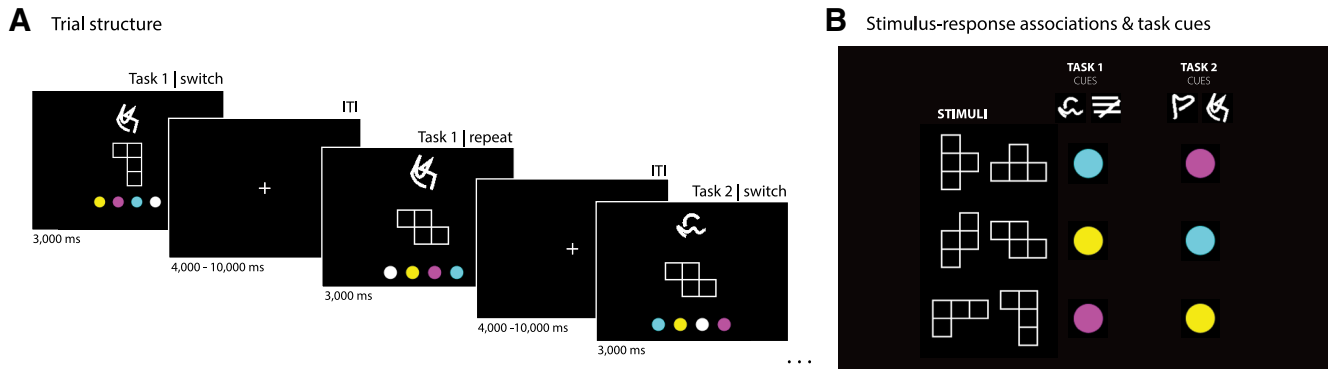 A Trial structure
Task 1 | switch
3,000 ms
ITI
4,000 - 10,000 ms
Task 1 | repeat
3,000 ms
ITI
4,000 -10,000 ms
Task 2 | switch
3,000 ms
. . .
B Stimulus-response associations & task cues
TASK 1
CUES
TASK 2
CUES
STIMULI